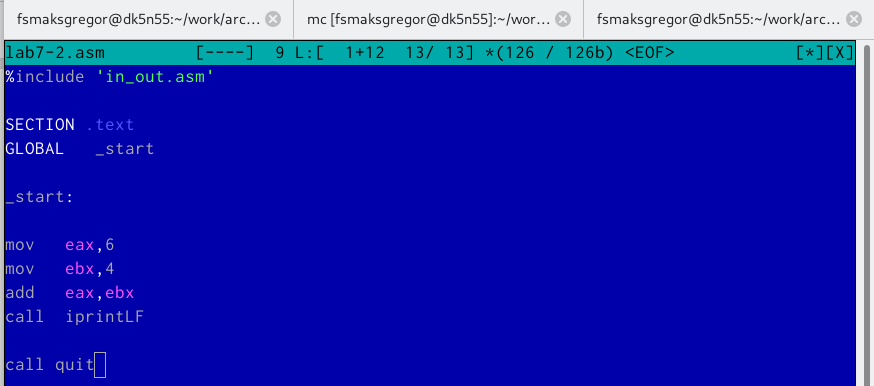 fsmaksgregor@dk5n55:~/work/arc... mc [fsmaksgregor@dk5n55]:~/wor... fsmaksgregor@dk5n55:~/work/arc...
lab7-2.asm [----] 9 L:[ 1+12 13/ 13] *(126 / 126b) <EOF> [*][X]
%include 'in_out.asm'
SECTION .text
GLOBAL _start
_start:
mov eax,6
mov ebx,4
add eax,ebx
call iprintLF
call quit